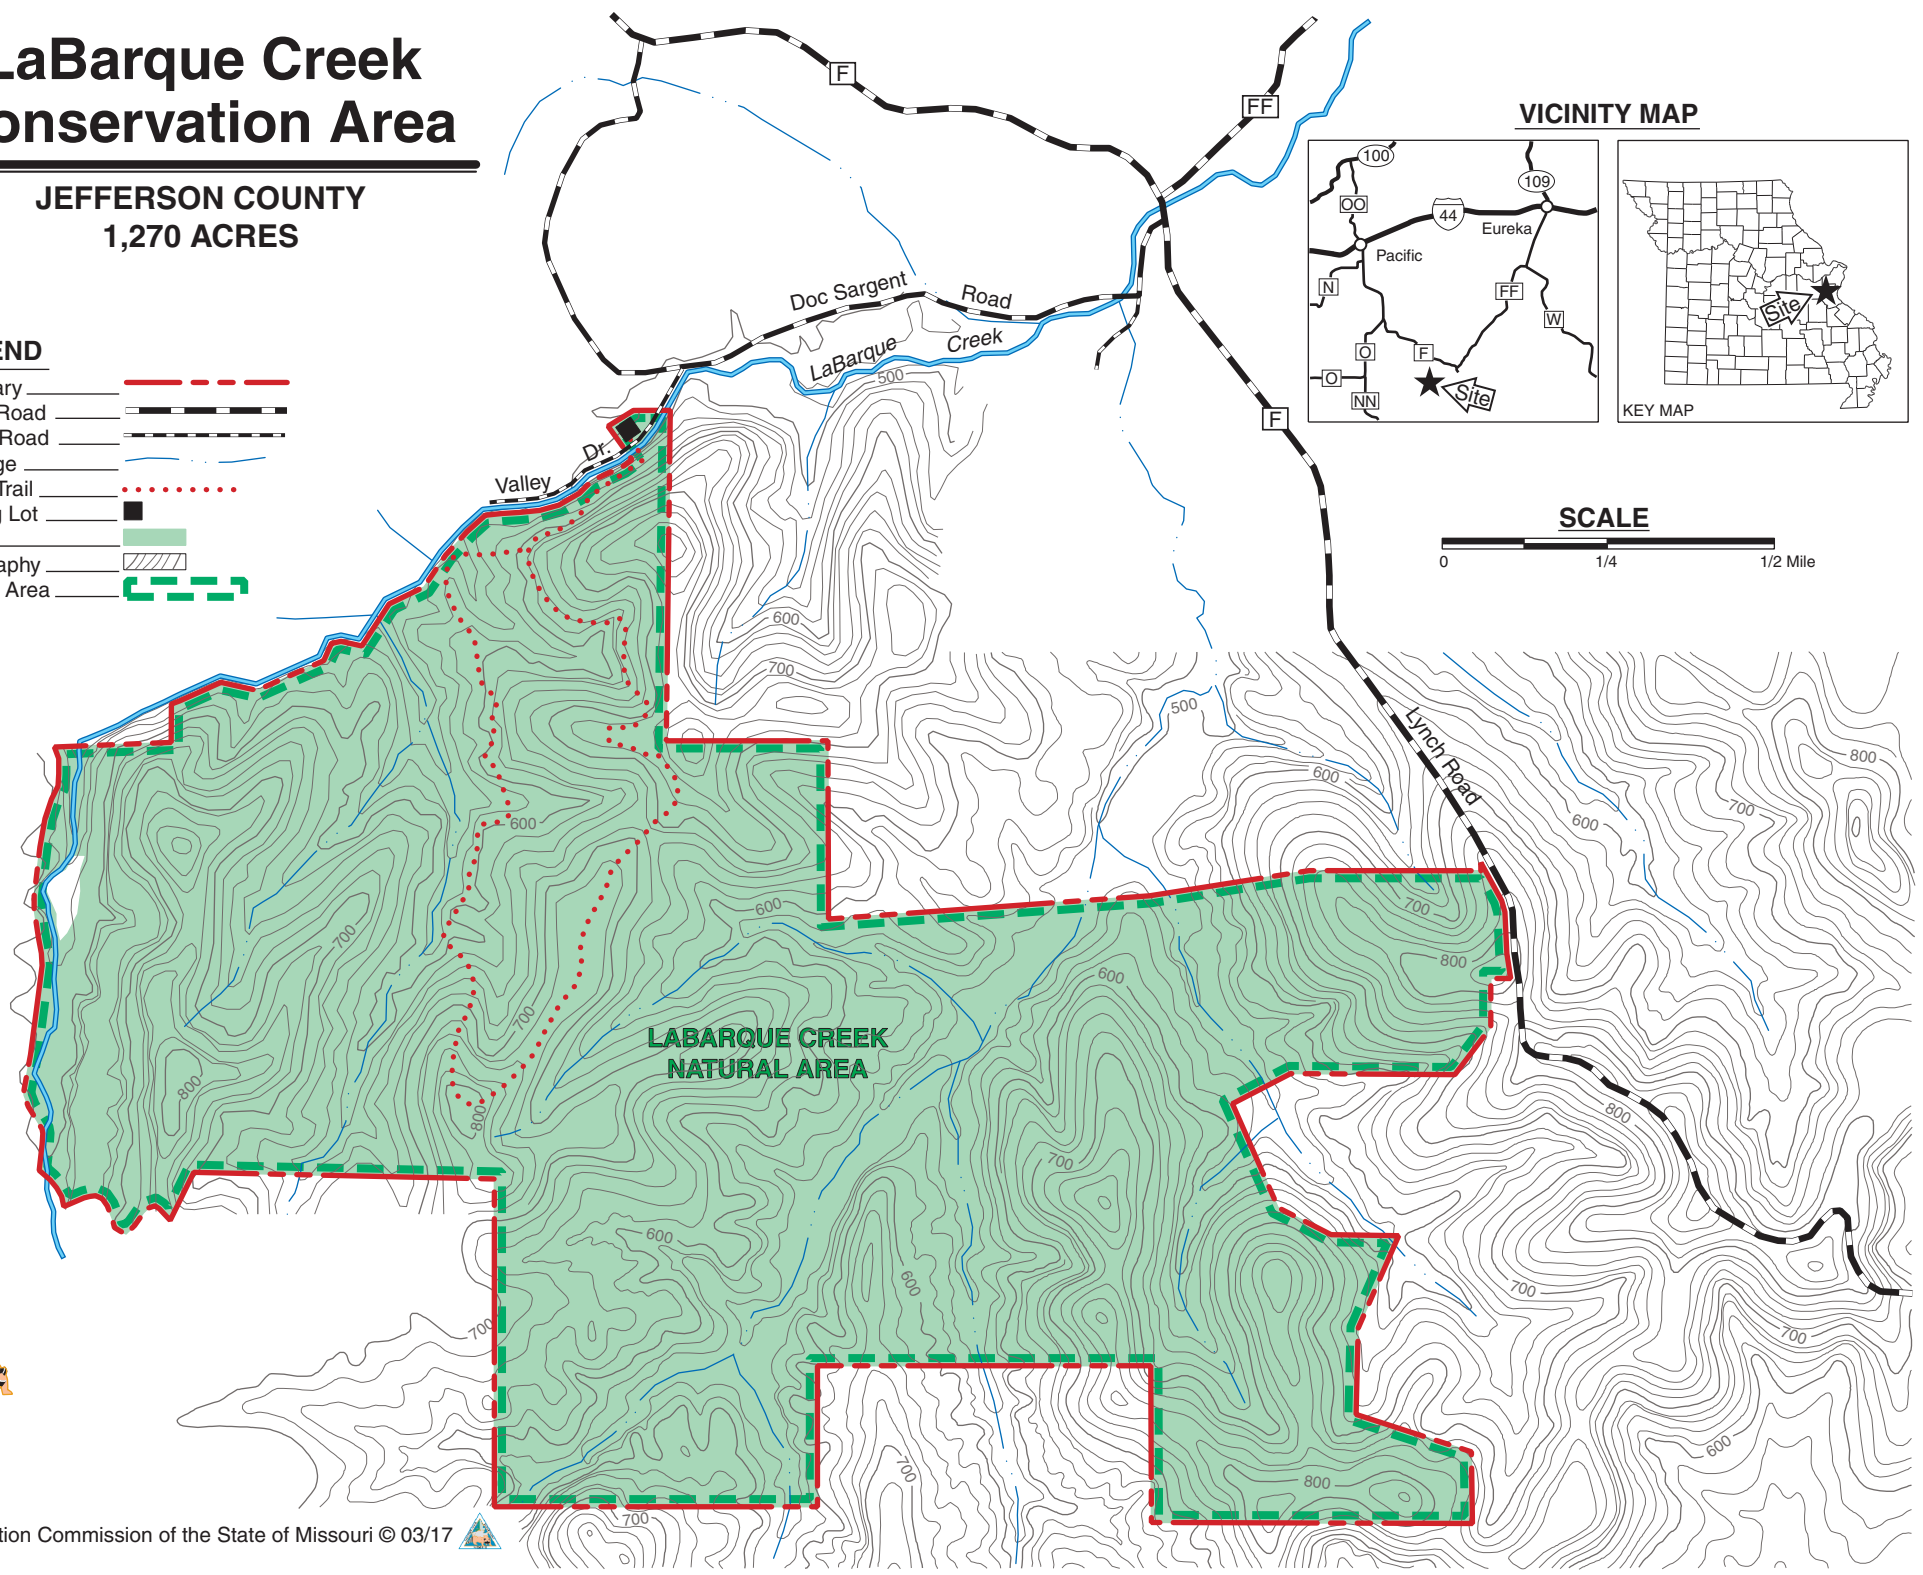 LaBarque Creek
onservation Area
JEFFERSON COUNTY
1,270 ACRES
END
ary
Road
Road
ge
Trail
g Lot
aphy
Area
F
FF
Doc Sargent Road
LaBarque Creek
Valley Dr.
500
F
600
700
500
Lynch Road
600
600
700
800
600
600
700
700
800
600
700
800
800
LABARQUE CREEK
NATURAL AREA
700
800
600
600
700
700
700
700
700
800
600
VICINITY MAP
100
109
OO
44
Eureka
Pacific
N
FF
W
O
F
O
NN
Site
Site
KEY MAP
SCALE
0 1/4 1/2 Mile
tion Commission of the State of Missouri © 03/17